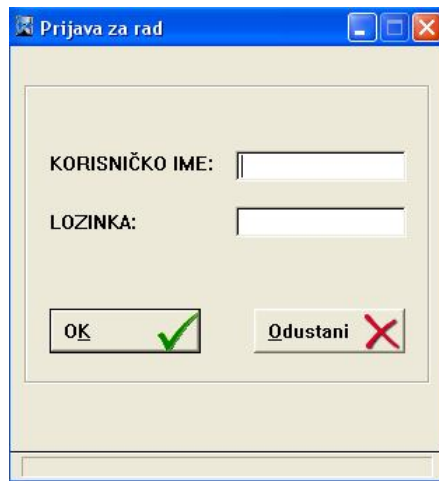 Prijava za rad
KORISNIČKO IME:
LOZINKA:
OK
Odustani